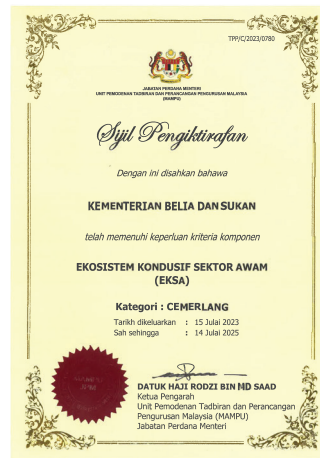 TPP/C/2023/0780
JABATAN PERDANA MENTERI
UNIT PEMODENAN TADBIRAN DAN PERANCANGAN PENGURUSAN MALAYSIA
(MAMPU)
Sijil Pengiktirafan
Dengan ini disahkan bahawa
KEMENTERIAN BELIA DAN SUKAN
telah memenuhi keperluan kriteria komponen
EKOSISTEM KONDUSIF SEKTOR AWAM
(EKSA)
Kategori : CEMERLANG
Tarikh dikeluarkan : 15 Julai 2023
Sah sehingga : 14 Julai 2025
DATUK HAJI RODZI BIN MD SAAD
Ketua Pengarah
Unit Pemodenan Tadbiran dan Perancangan
Pengurusan Malaysia (MAMPU)
Jabatan Perdana Menteri